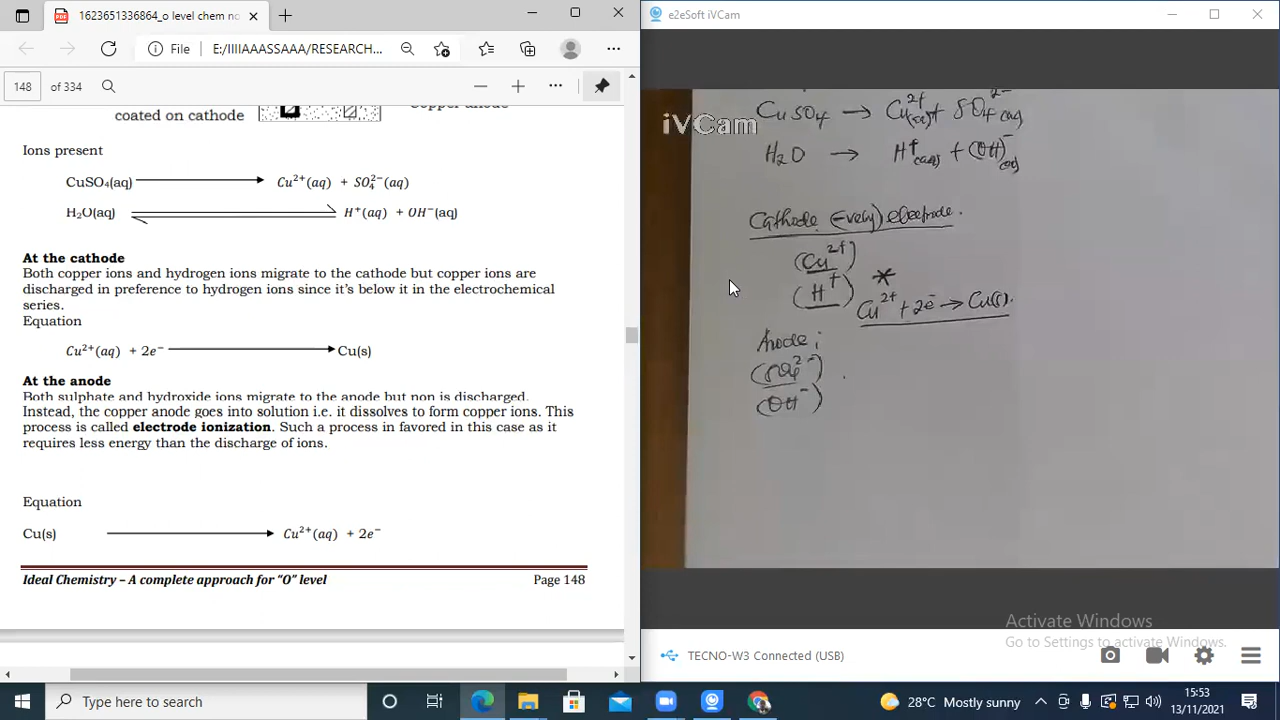 1623651336864_o level chem no
File
E:/IIIIAAASSAAA/RESEARCH...
148 of 334
coated on cathode
Ions present
CuSO₄(aq) ⟶ Cu²⁺(aq) + SO₄²⁻(aq)
H₂O(aq) ⇌ H⁺(aq) + OH⁻(aq)
At the cathode
Both copper ions and hydrogen ions migrate to the cathode but copper ions are
discharged in preference to hydrogen ions since it's below it in the electrochemical
series.
Equation
Cu²⁺(aq) + 2e⁻ ⟶ Cu(s)
At the anode
Both sulphate and hydroxide ions migrate to the anode but non is discharged.
Instead, the copper anode goes into solution i.e. it dissolves to form copper ions. This
process is called electrode ionization. Such a process in favored in this case as it
requires less energy than the discharge of ions.
Equation
Cu(s) ⟶ Cu²⁺(aq) + 2e⁻
Ideal Chemistry – A complete approach for "O" level Page 148
e2eSoft iVCam
iVCam
CuSO₄ → Cu²⁺(aq) + SO₄²⁻(aq)
H₂O → H⁺(aq) + (OH)⁻(aq)
Cathode (-vely) electrode.
(Cu²⁺)
(H⁺) *
Cu²⁺ + 2e⁻ → Cu(s).
Anode;
(SO₄²⁻)
(OH⁻)
Activate Windows
Go to Settings to activate Windows.
TECNO-W3 Connected (USB)
Type here to search
28°C Mostly sunny
15:53
13/11/2021